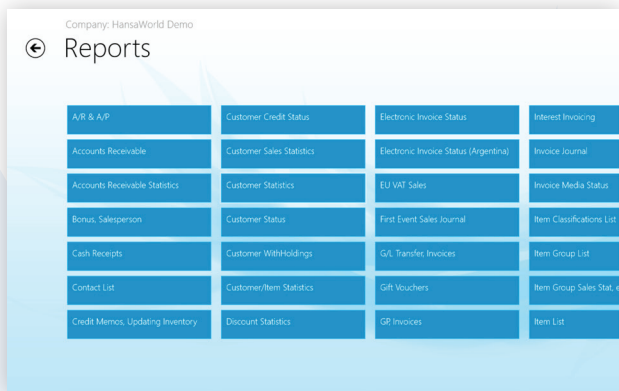 Company: HansaWorld Demo
Reports
A/R & A/P
Accounts Receivable
Accounts Receivable Statistics
Bonus, Salesperson
Cash Receipts
Contact List
Credit Memos, Updating Inventory
Customer Credit Status
Customer Sales Statistics
Customer Statistics
Customer Status
Customer WithHoldings
Customer/Item Statistics
Discount Statistics
Electronic Invoice Status
Electronic Invoice Status (Argentina)
EU VAT Sales
First Event Sales Journal
G/L Transfer, Invoices
Gift Vouchers
GP, Invoices
Interest Invoicing
Invoice Journal
Invoice Media Status
Item Classifications List
Item Group List
Item Group Sales Stat, e
Item List